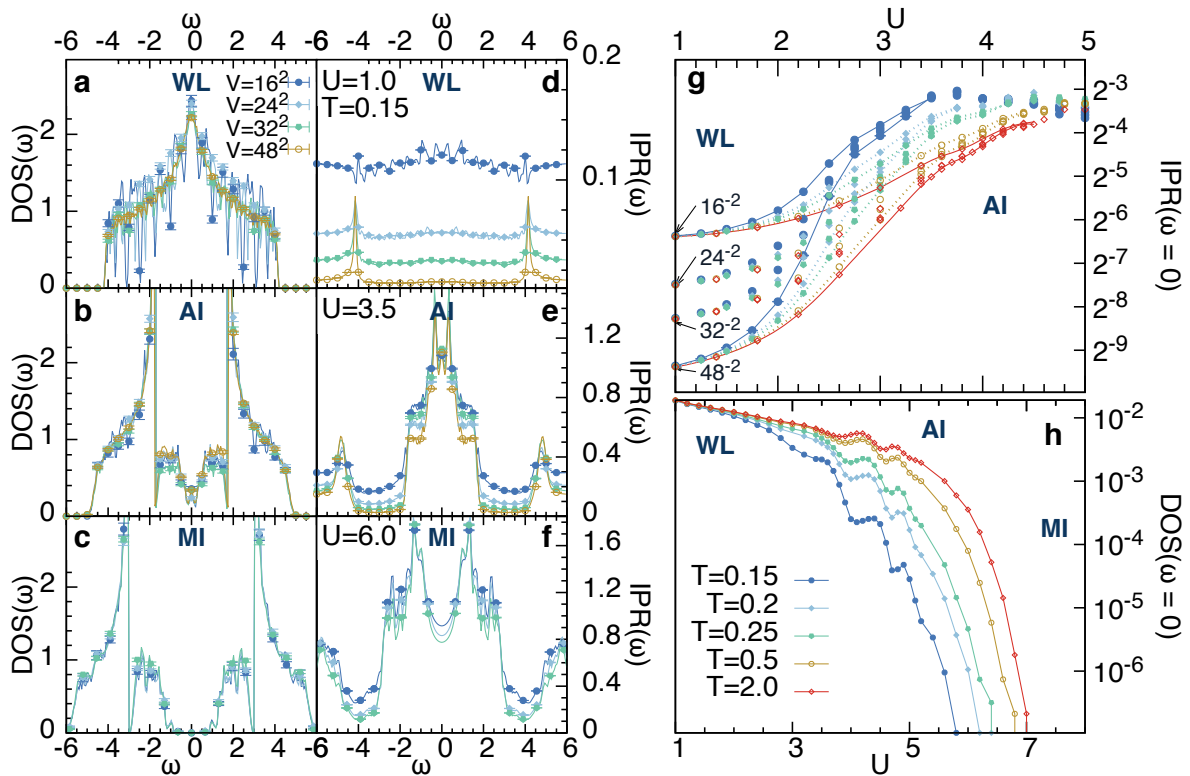 ω
-6 -4 -2 0 2 4 6 -4 -2 0 2 4 6
a
WL
V=16²
V=24²
V=32²
V=48²
DOS(ω)
2
1
0
d
WL
U=1.0
T=0.15
IPR(ω)
0.2
0.1
b
AI
DOS(ω)
2
1
0
e
AI
U=3.5
IPR(ω)
1.2
0.8
0.4
0
c
MI
DOS(ω)
2
1
0
f
MI
U=6.0
IPR(ω)
1.6
1.2
0.8
0.4
0
-6 -4 -2 0 2 4 -6 -4 -2 0 2 4 6
ω
ω
U
1 2 3 4 5
g
WL
AI
16⁻²
24⁻²
32⁻²
48⁻²
2⁻³
2⁻⁴
2⁻⁵
2⁻⁶
2⁻⁷
2⁻⁸
2⁻⁹
IPR(ω = 0)
h
WL
AI
MI
T=0.15
T=0.2
T=0.25
T=0.5
T=2.0
10⁻²
10⁻³
10⁻⁴
10⁻⁵
10⁻⁶
DOS(ω = 0)
1 3 5 7
U